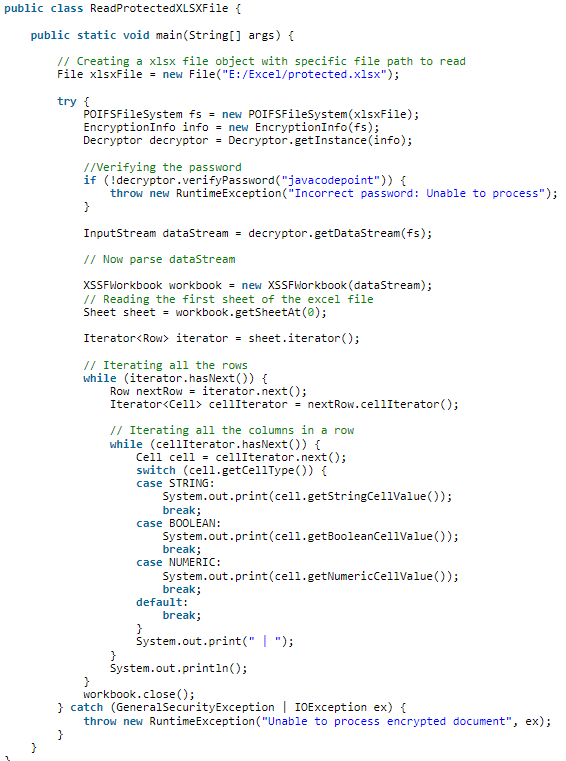 public class ReadProtectedXLSXFile {
public static void main(String[] args) {
// Creating a xlsx file object with specific file path to read
File xlsxFile = new File("E:/Excel/protected.xlsx");
try {
POIFSFileSystem fs = new POIFSFileSystem(xlsxFile);
EncryptionInfo info = new EncryptionInfo(fs);
Decryptor decryptor = Decryptor.getInstance(info);
//Verifying the password
if (!decryptor.verifyPassword("javacodepoint")) {
throw new RuntimeException("Incorrect password: Unable to process");
}
InputStream dataStream = decryptor.getDataStream(fs);
// Now parse dataStream
XSSFWorkbook workbook = new XSSFWorkbook(dataStream);
// Reading the first sheet of the excel file
Sheet sheet = workbook.getSheetAt(0);
Iterator<Row> iterator = sheet.iterator();
// Iterating all the rows
while (iterator.hasNext()) {
Row nextRow = iterator.next();
Iterator<Cell> cellIterator = nextRow.cellIterator();
// Iterating all the columns in a row
while (cellIterator.hasNext()) {
Cell cell = cellIterator.next();
switch (cell.getCellType()) {
case STRING:
System.out.print(cell.getStringCellValue());
break;
case BOOLEAN:
System.out.print(cell.getBooleanCellValue());
break;
case NUMERIC:
System.out.print(cell.getNumericCellValue());
break;
default:
break;
}
System.out.print(" | ");
}
System.out.println();
}
workbook.close();
} catch (GeneralSecurityException | IOException ex) {
throw new RuntimeException("Unable to process encrypted document", ex);
}
}
}